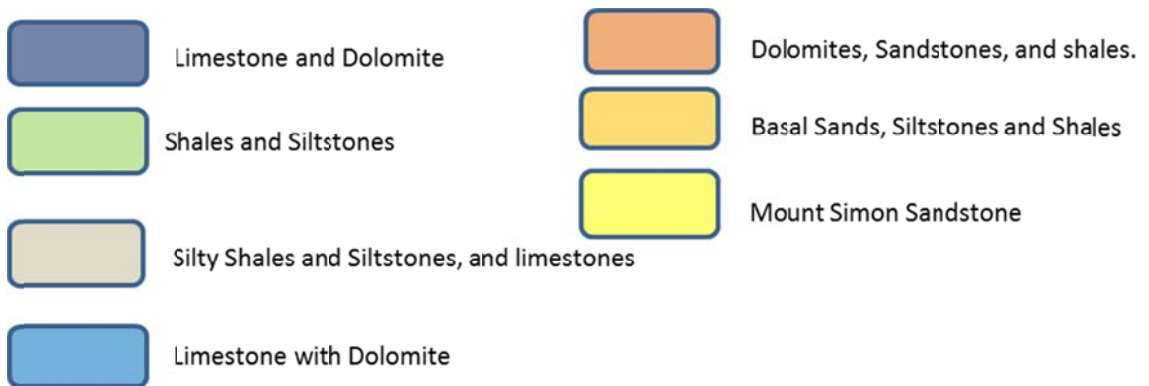 Limestone and Dolomite
Shales and Siltstones
Silty Shales and Siltstones, and limestones
Limestone with Dolomite
Dolomites, Sandstones, and shales.
Basal Sands, Siltstones and Shales
Mount Simon Sandstone